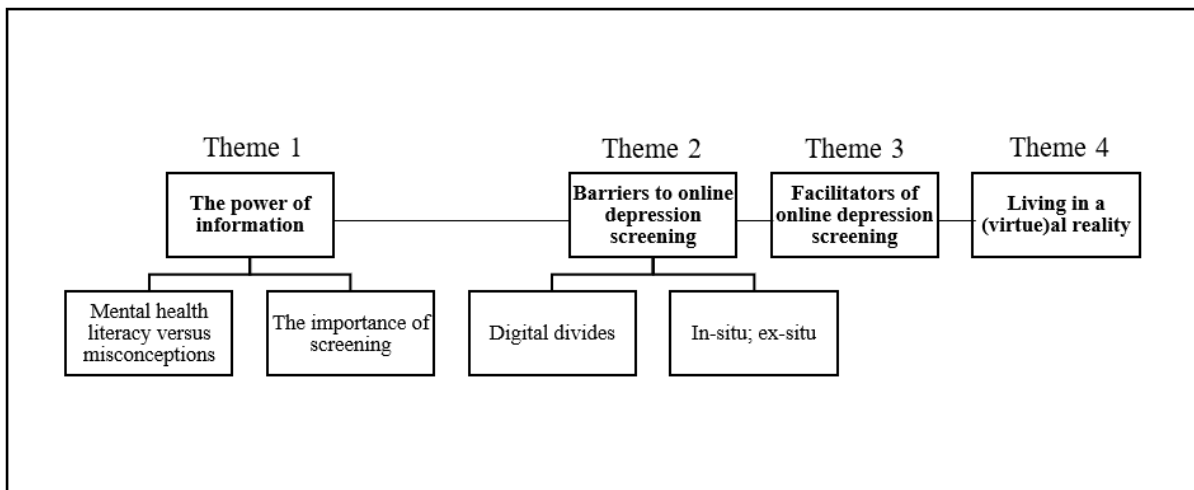 Theme 1
Theme 2
Theme 3
Theme 4
The power of
information
Barriers to online
depression
screening
Facilitators of
online depression
screening
Living in a
(virtue)al reality
Mental health
literacy versus
misconceptions
The importance of
screening
Digital divides
In-situ; ex-situ